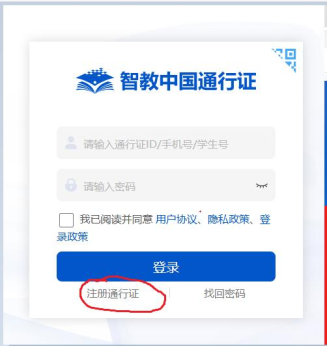 智教中国通行证
请输入通行证ID/手机号/学生号
请输入密码
我已阅读并同意 用户协议、隐私政策、登
录政策
登录
注册通行证
找回密码